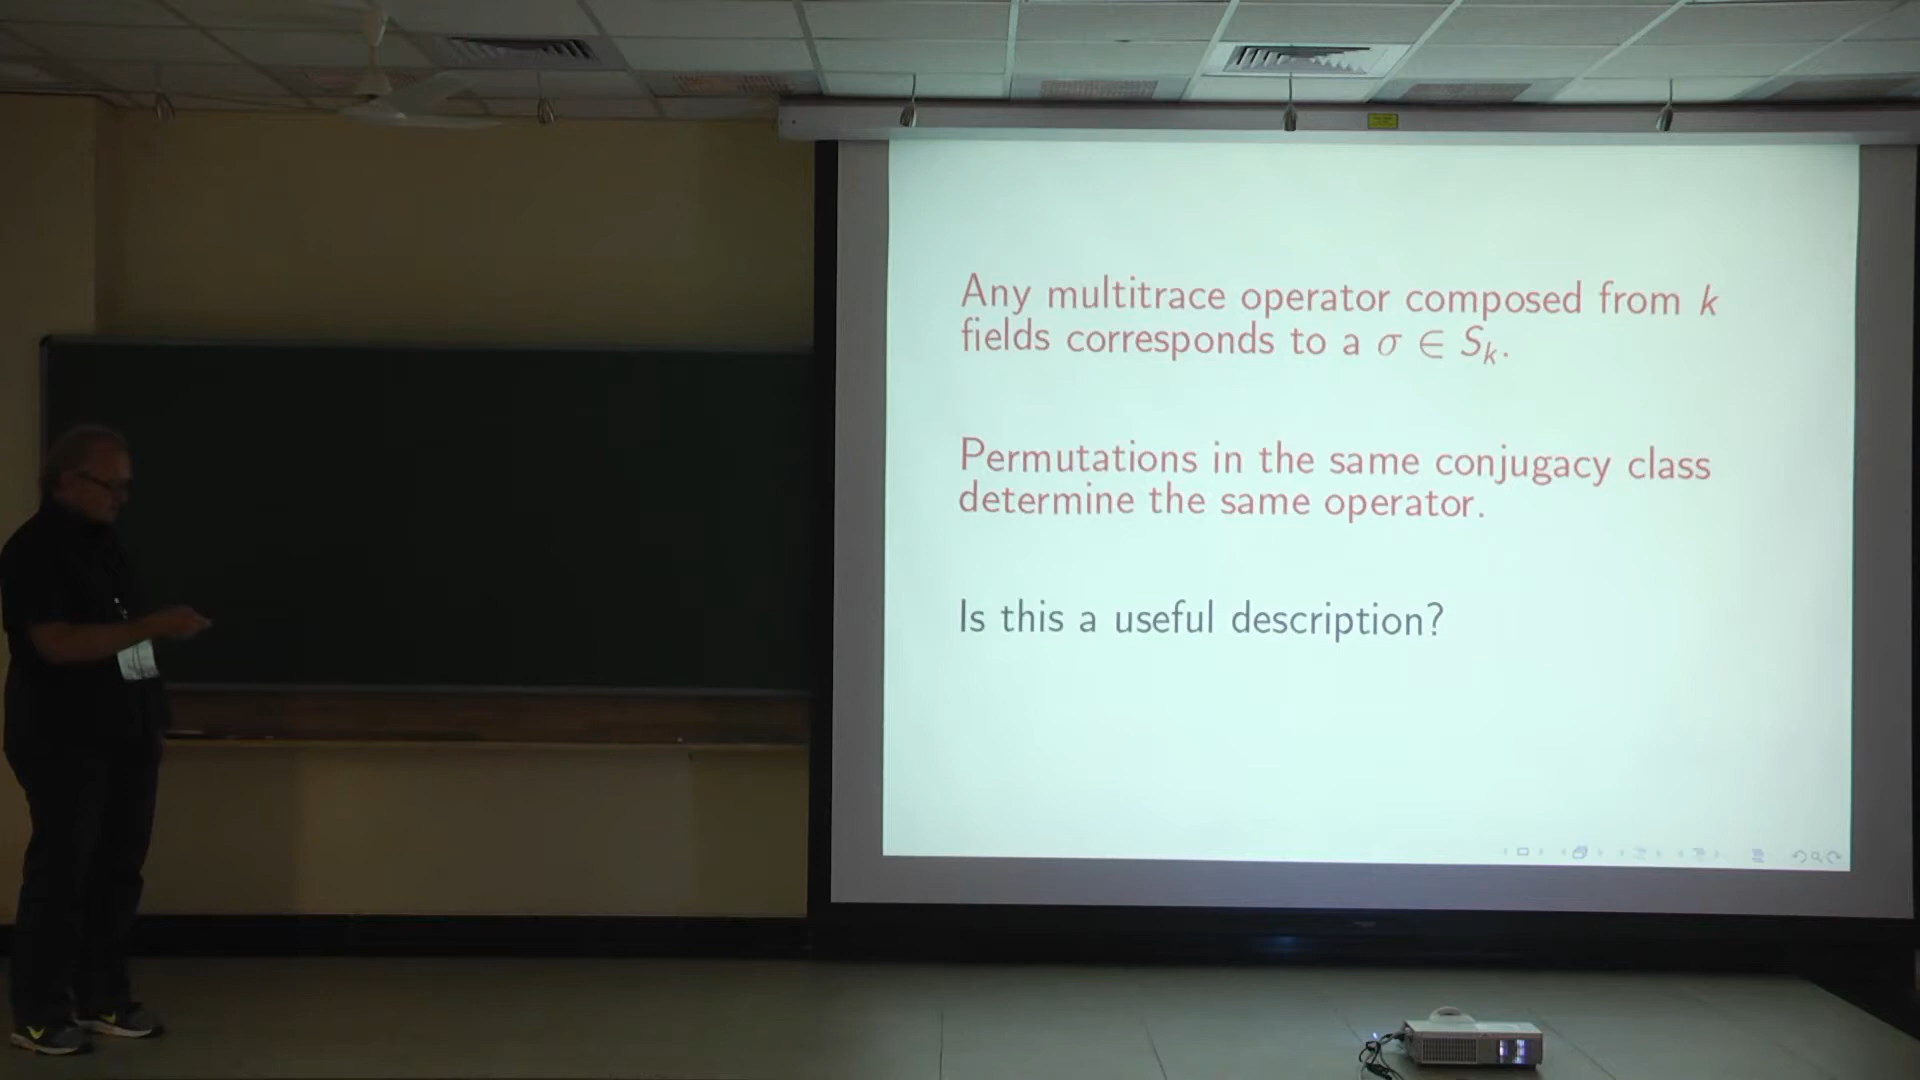 Any multitrace operator composed from k
fields corresponds to a σ ∈ Sₖ.
Permutations in the same conjugacy class
determine the same operator.
Is this a useful description?